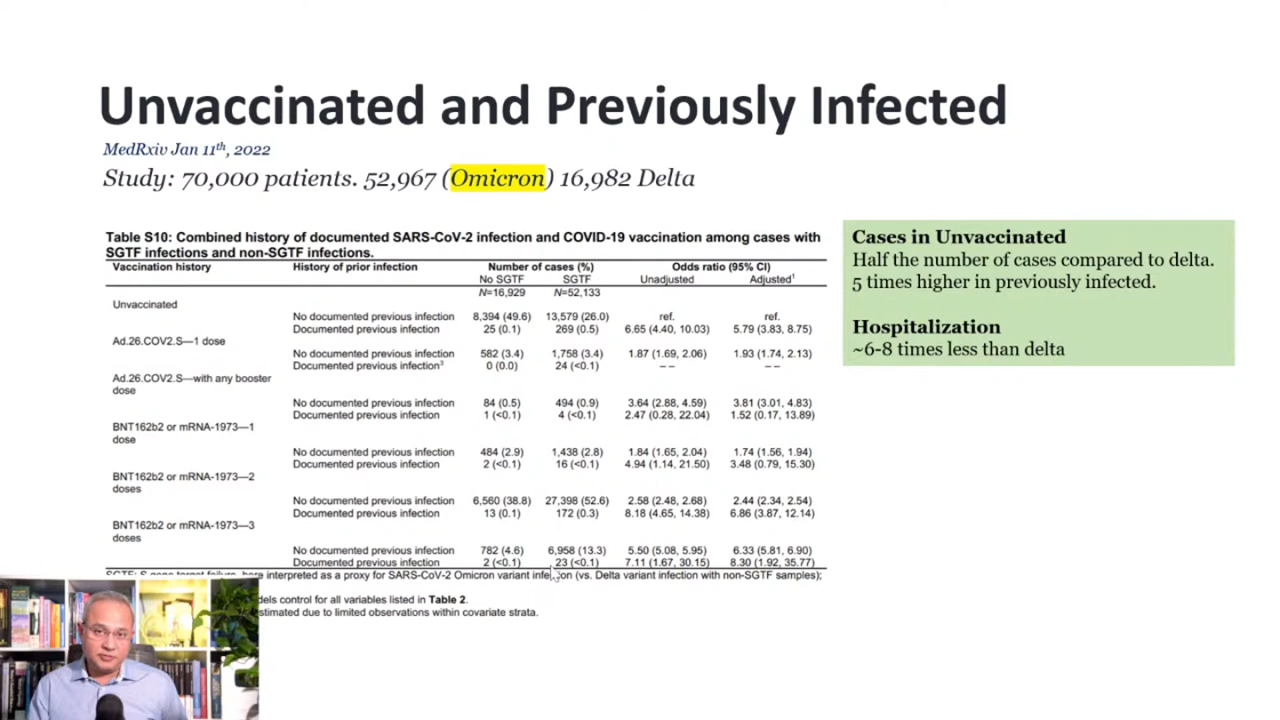 Unvaccinated and Previously Infected
MedRxiv Jan 11th, 2022
Study: 70,000 patients. 52,967 (Omicron) 16,982 Delta
Table S10: Combined history of documented SARS-CoV-2 infection and COVID-19 vaccination among cases with
SGTF infections and non-SGTF infections.
Vaccination history History of prior infection Number of cases (%) Odds ratio (95% CI)
No SGTF SGTF Unadjusted Adjusted1
N=16,929 N=52,133
Unvaccinated
No documented previous infection 8,394 (49.6) 13,579 (26.0) ref. ref.
Documented previous infection 25 (0.1) 269 (0.5) 6.65 (4.40, 10.03) 5.79 (3.83, 8.75)
Ad.26.COV2.S—1 dose
No documented previous infection 582 (3.4) 1,758 (3.4) 1.87 (1.69, 2.06) 1.93 (1.74, 2.13)
Documented previous infection3 0 (0.0) 24 (<0.1) – – – –
Ad.26.COV2.S—with any booster
dose
No documented previous infection 84 (0.5) 494 (0.9) 3.64 (2.88, 4.59) 3.81 (3.01, 4.83)
Documented previous infection 1 (<0.1) 4 (<0.1) 2.47 (0.28, 22.04) 1.52 (0.17, 13.89)
BNT162b2 or mRNA-1973—1
dose
No documented previous infection 484 (2.9) 1,438 (2.8) 1.84 (1.65, 2.04) 1.74 (1.56, 1.94)
Documented previous infection 2 (<0.1) 16 (<0.1) 4.94 (1.14, 21.50) 3.48 (0.79, 15.30)
BNT162b2 or mRNA-1973—2
doses
No documented previous infection 6,560 (38.8) 27,398 (52.6) 2.58 (2.48, 2.68) 2.44 (2.34, 2.54)
Documented previous infection 13 (0.1) 172 (0.3) 8.18 (4.65, 14.38) 6.86 (3.87, 12.14)
BNT162b2 or mRNA-1973—3
doses
No documented previous infection 782 (4.6) 6,958 (13.3) 5.50 (5.08, 5.95) 6.33 (5.81, 6.90)
Documented previous infection 2 (<0.1) 23 (<0.1) 7.11 (1.67, 30.15) 8.30 (1.92, 35.77)
interpreted as a proxy for SARS-CoV-2 Omicron variant infection (vs. Delta variant infection with non-SGTF samples);
control for all variables listed in Table 2.
due to limited observations within covariate strata.
Cases in Unvaccinated
Half the number of cases compared to delta.
5 times higher in previously infected.
Hospitalization
~6-8 times less than delta